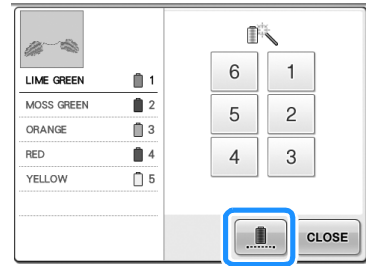 LIME GREEN 1
MOSS GREEN 2
ORANGE 3
RED 4
YELLOW 5
6 1
5 2
4 3
CLOSE